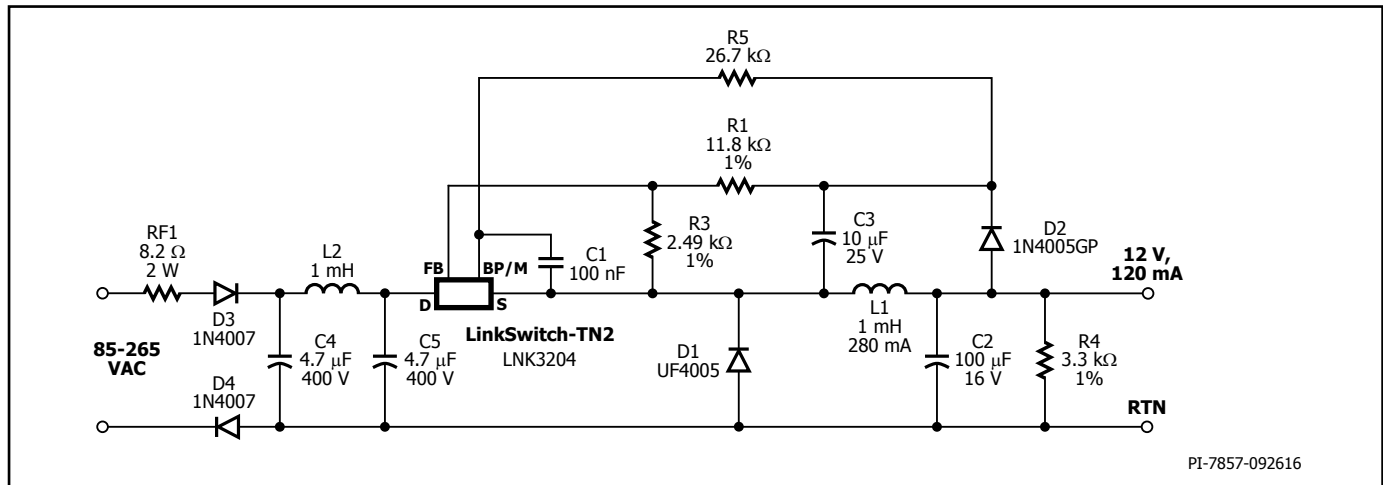 R5
26.7 kΩ
R1
11.8 kΩ
1%
RF1
8.2 Ω
2 W
D3
1N4007
L2
1 mH
C4
4.7 µF
400 V
C5
4.7 µF
400 V
85-265
VAC
D4
1N4007
FB
BP/M
D
S
C1
100 nF
LinkSwitch-TN2
LNK3204
R3
2.49 kΩ
1%
C3
10 µF
25 V
D2
1N4005GP
D1
UF4005
L1
1 mH
280 mA
C2
100 µF
16 V
R4
3.3 kΩ
1%
12 V,
120 mA
RTN
PI-7857-092616